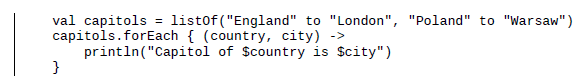 val capitols = listOf("England" to "London", "Poland" to "Warsaw")
capitols.forEach { (country, city) ->
    println("Capitol of $country is $city")
}